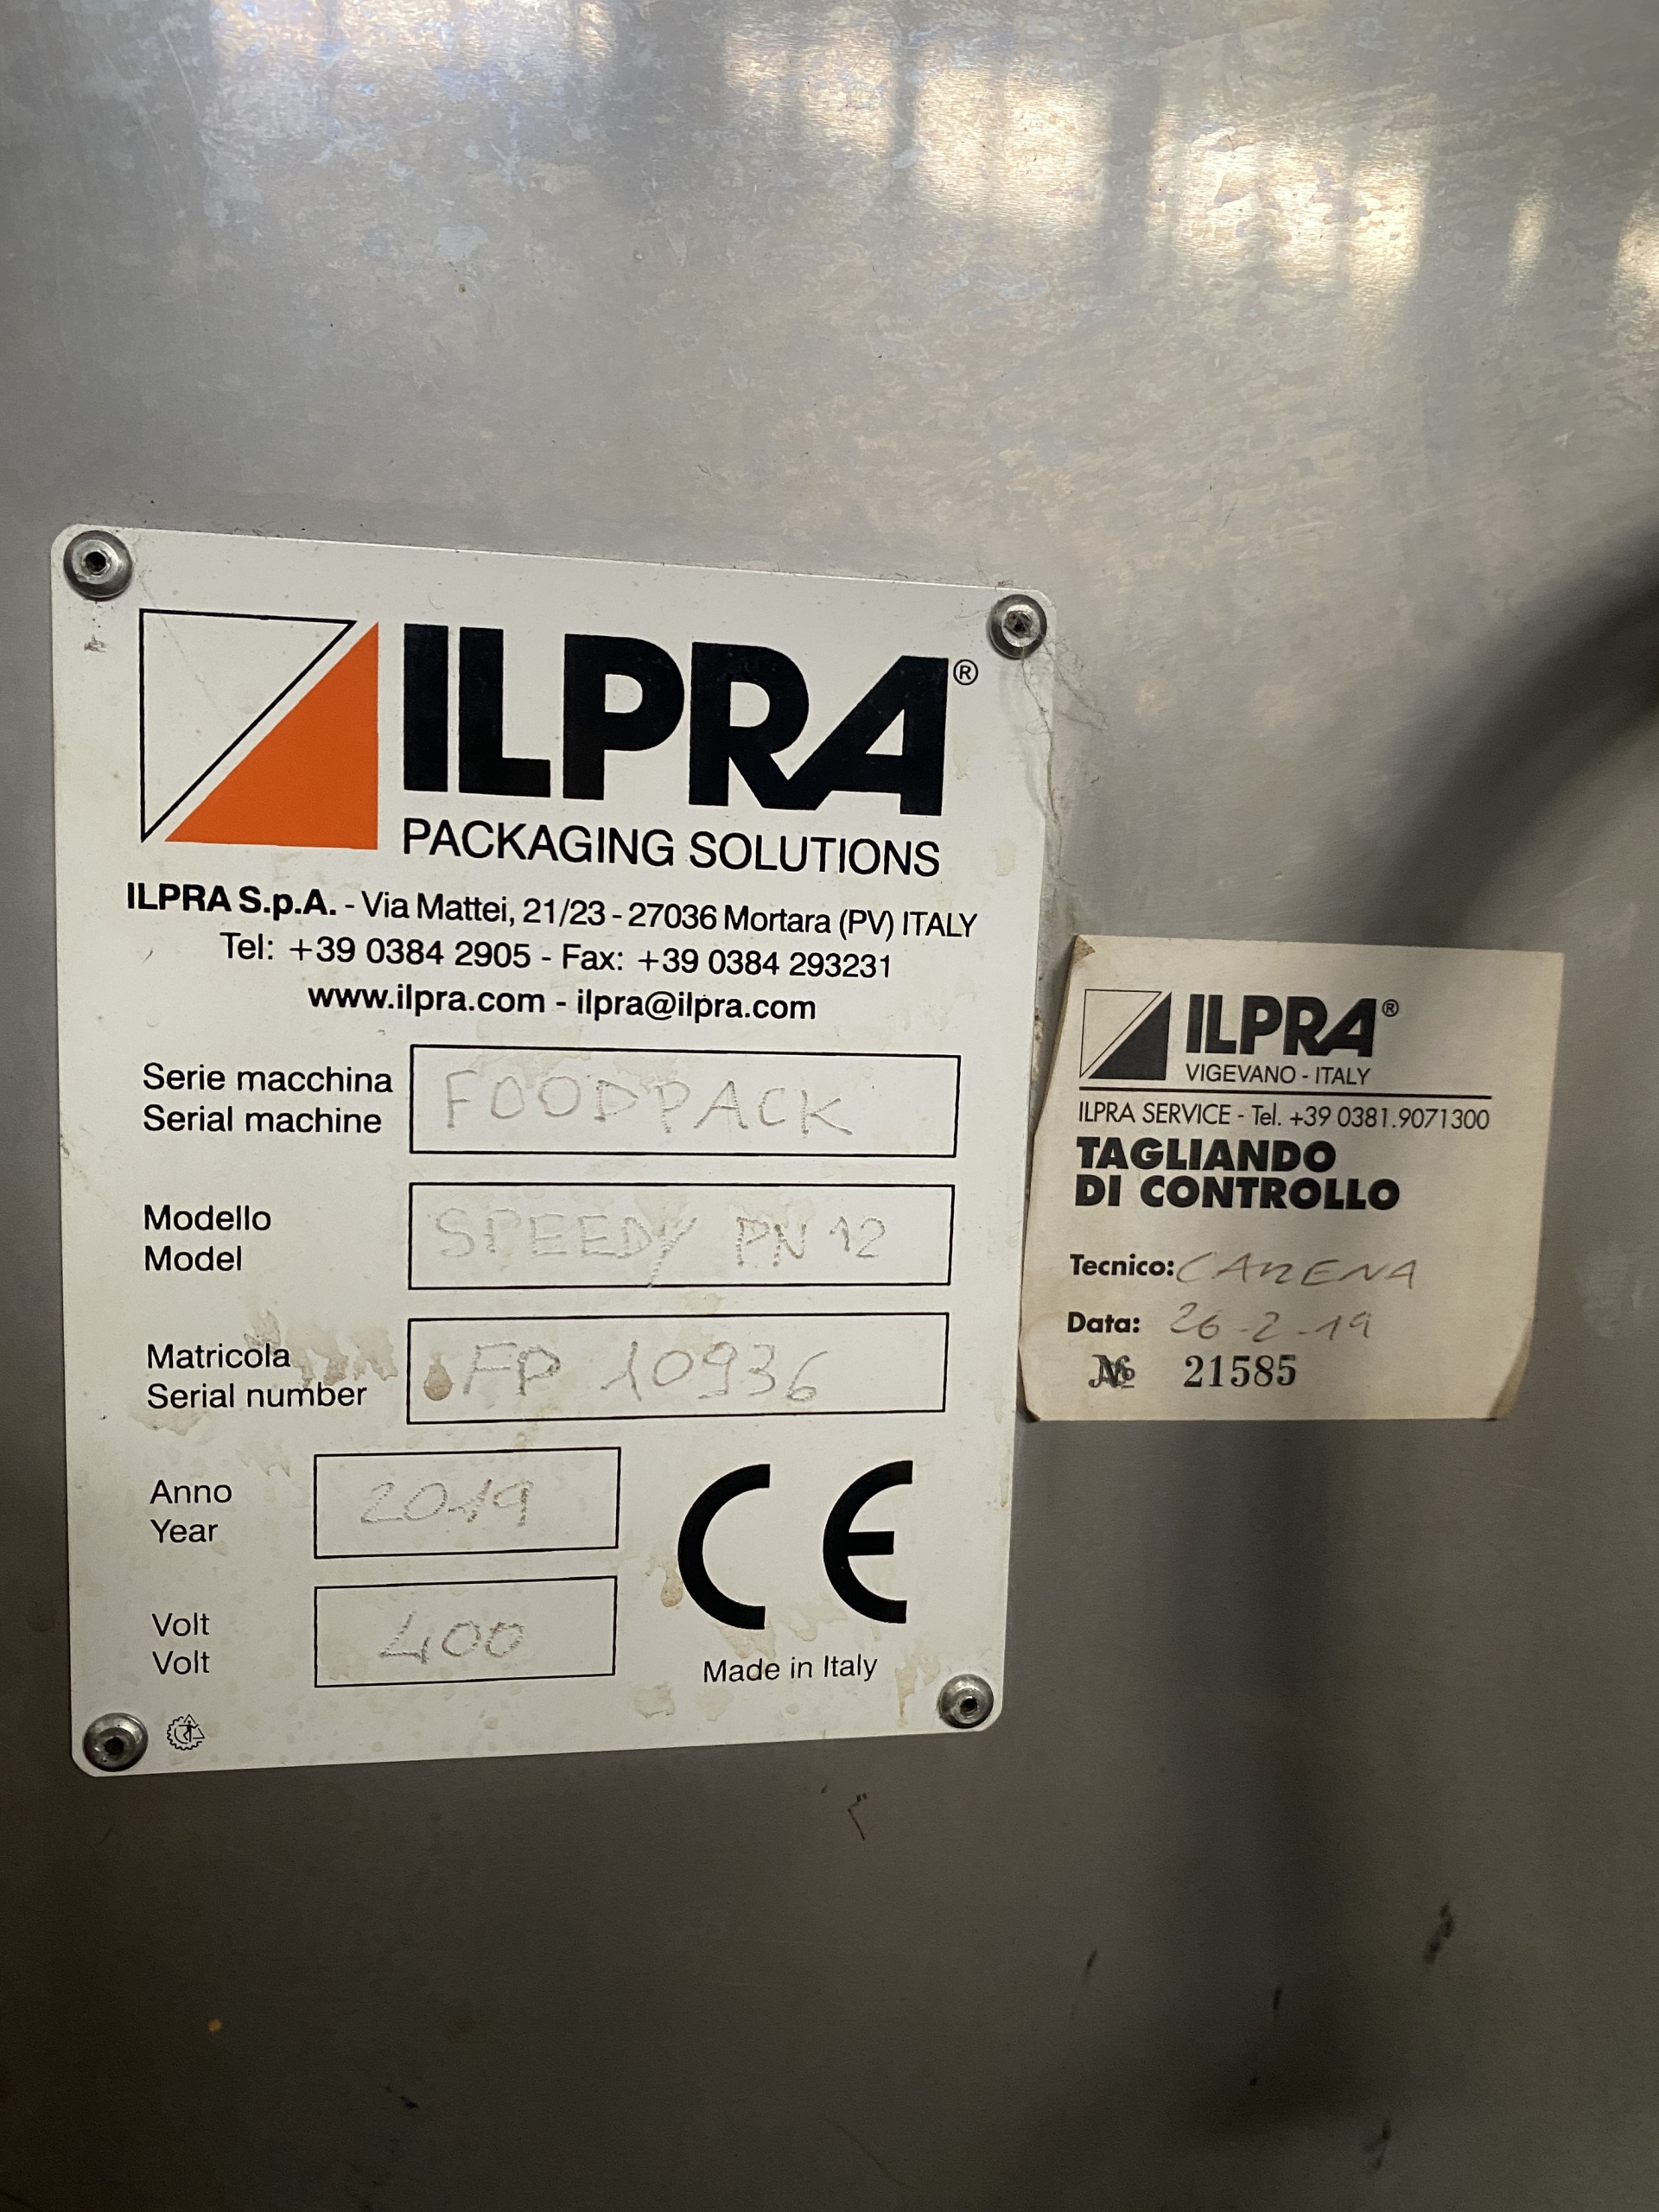 ILPRA®
PACKAGING SOLUTIONS
ILPRA S.p.A. - Via Mattei, 21/23 - 27036 Mortara (PV) ITALY
Tel: +39 0384 2905 - Fax: +39 0384 293231
www.ilpra.com - ilpra@ilpra.com
Serie macchina
Serial machine
FOODPACK
Modello
Model
SPEEDY PN 12
Matricola
Serial number
FP 10936
Anno
Year
2019
Volt
Volt
400
CE
Made in Italy
ILPRA®
VIGEVANO - ITALY
ILPRA SERVICE - Tel. +39 0381.9071300
TAGLIANDO
DI CONTROLLO
Tecnico: CARENA
Data: 26-2-19
№ 21585